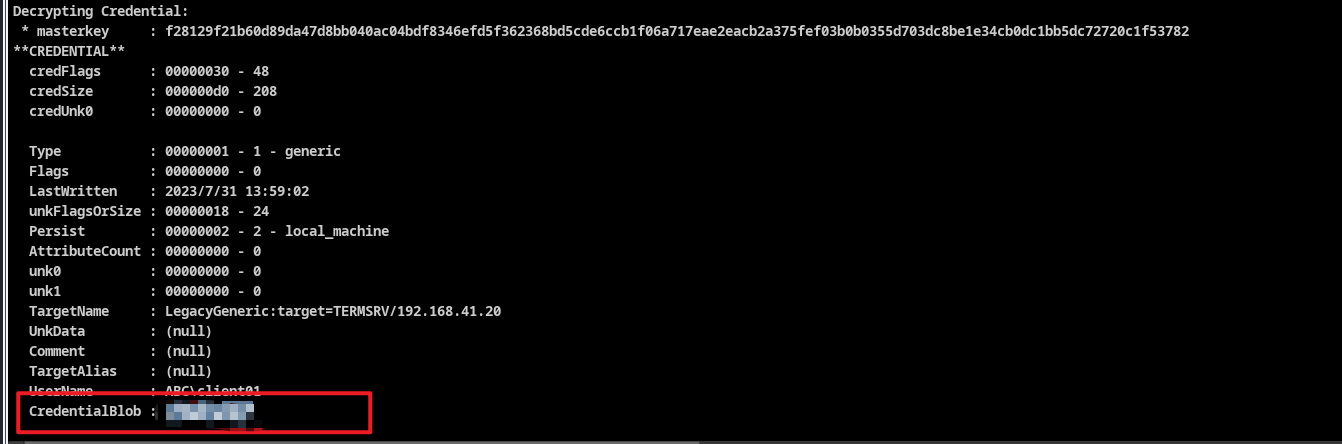 Decrypting Credential:
 * masterkey     : f28129f21b60d89da47d8bb040ac04bdf8346efd5f362368bd5cde6ccb1f06a717eae2eacb2a375fef03b0b0355d703dc8be1e34cb0dc1bb5dc72720c1f53782
**CREDENTIAL**
  credFlags      : 00000030 - 48
  credSize       : 000000d0 - 208
  credUnk0       : 00000000 - 0
  Type           : 00000001 - 1 - generic
  Flags          : 00000000 - 0
  LastWritten    : 2023/7/31 13:59:02
  unkFlagsOrSize : 00000018 - 24
  Persist        : 00000002 - 2 - local_machine
  AttributeCount : 00000000 - 0
  unk0           : 00000000 - 0
  unk1           : 00000000 - 0
  TargetName     : LegacyGeneric:target=TERMSRV/192.168.41.20
  UnkData        : (null)
  Comment        : (null)
  TargetAlias    : (null)
  UserName       : ABC\client01
  CredentialBlob :